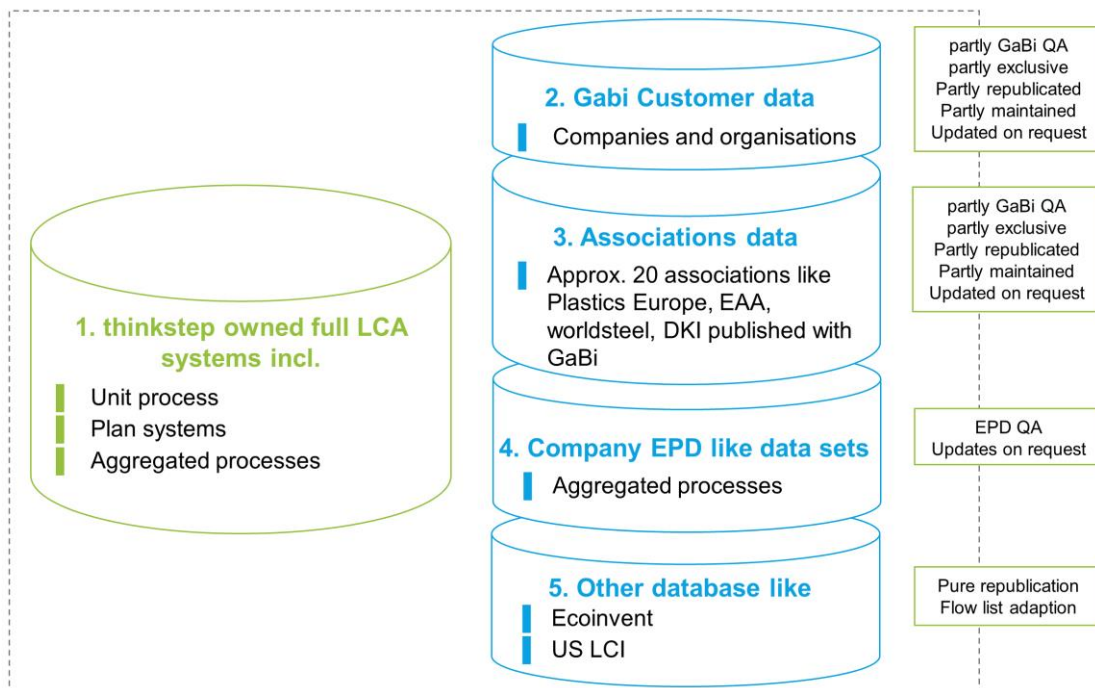 1. thinkstep owned full LCA
systems incl.
Unit process
Plan systems
Aggregated processes
2. Gabi Customer data
Companies and organisations
partly GaBi QA
partly exclusive
Partly republicated
Partly maintained
Updated on request
3. Associations data
Approx. 20 associations like
Plastics Europe, EAA,
worldsteel, DKI published with
GaBi
partly GaBi QA
partly exclusive
Partly republicated
Partly maintained
Updated on request
4. Company EPD like data sets
Aggregated processes
EPD QA
Updates on request
5. Other database like
Ecoinvent
US LCI
Pure republication
Flow list adaption